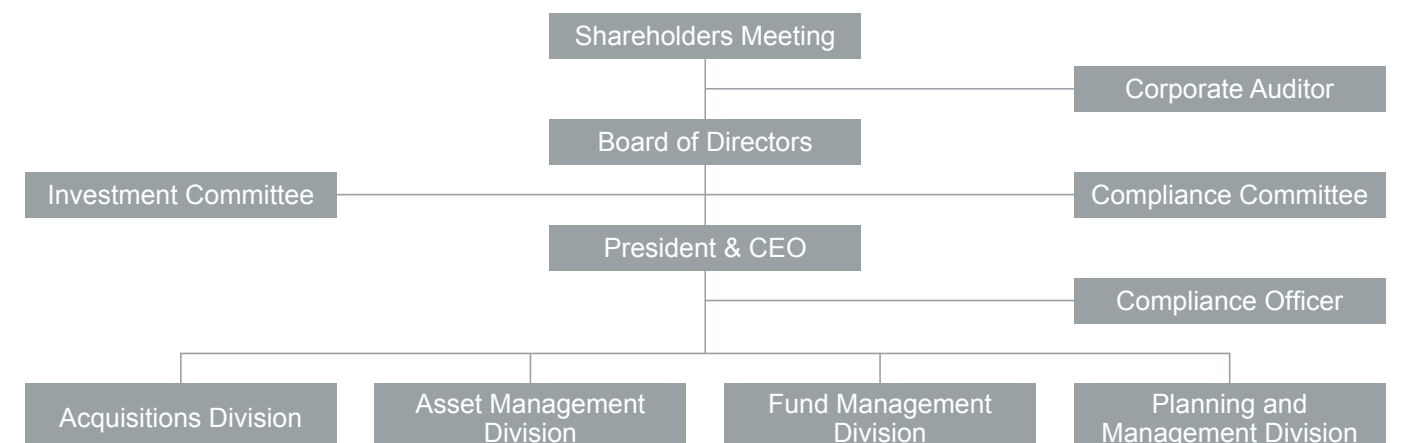 Shareholders Meeting
Corporate Auditor
Board of Directors
Investment Committee
Compliance Committee
President & CEO
Compliance Officer
Acquisitions Division
Asset Management
Division
Fund Management
Division
Planning and
Management Division